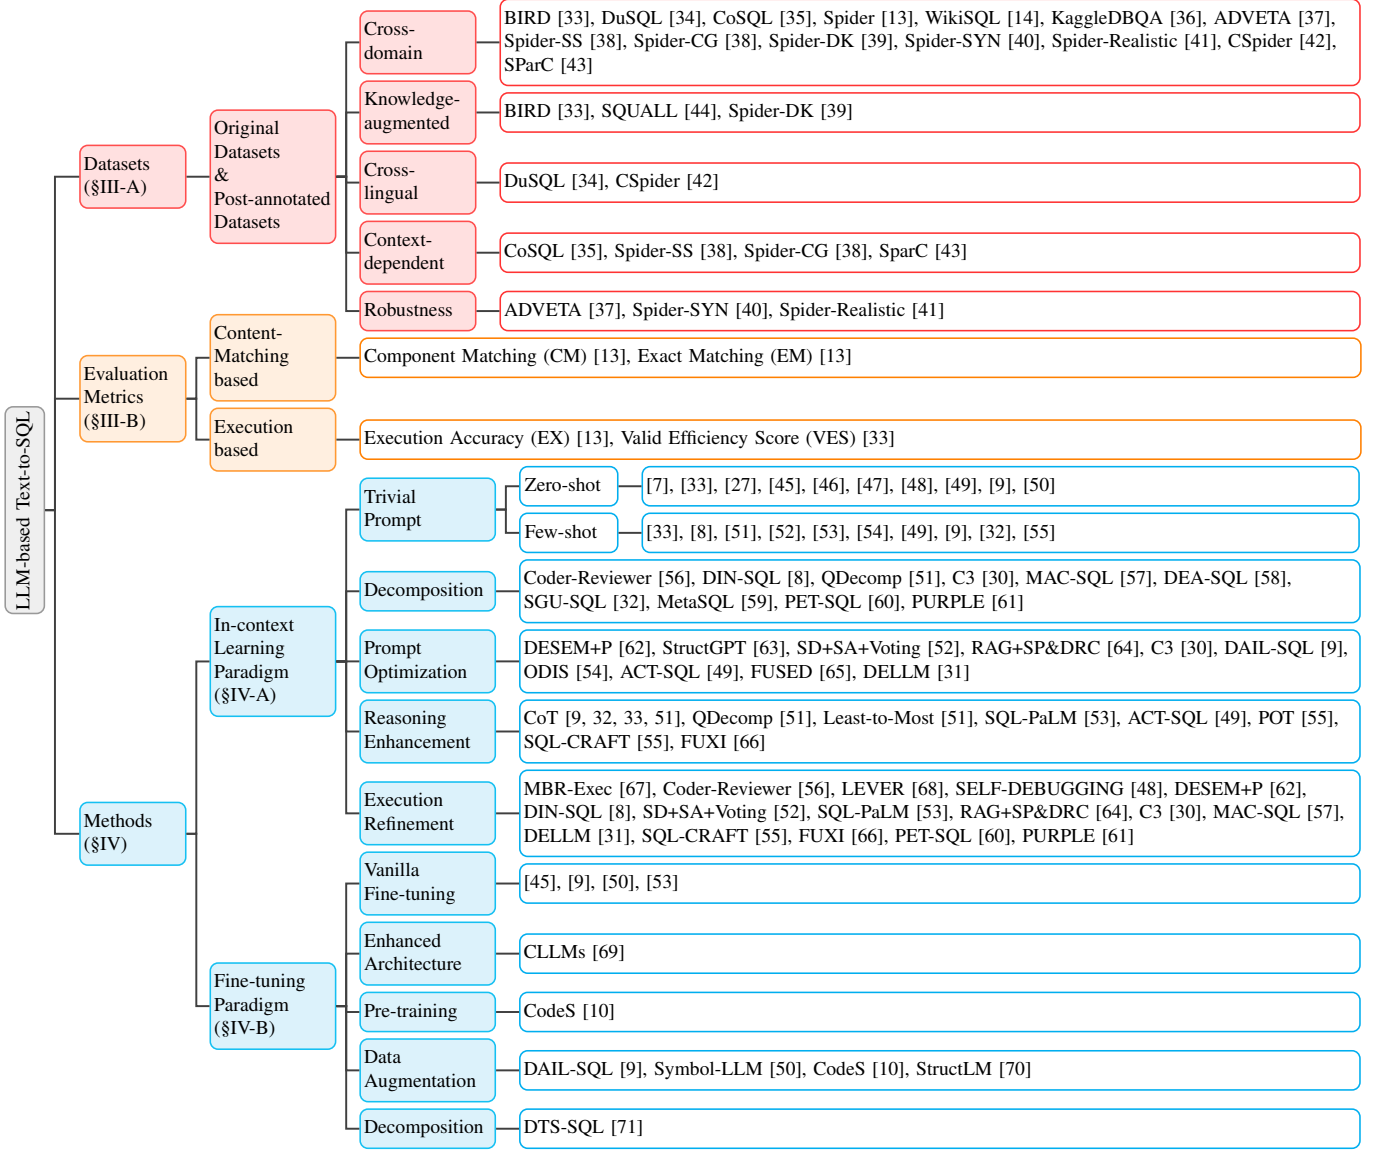 LLM-based Text-to-SQL
Datasets
(§III-A)
Original
Datasets
&
Post-annotated
Datasets
Cross-
domain
BIRD [33], DuSQL [34], CoSQL [35], Spider [13], WikiSQL [14], KaggleDBQA [36], ADVETA [37],
Spider-SS [38], Spider-CG [38], Spider-DK [39], Spider-SYN [40], Spider-Realistic [41], CSpider [42],
SParC [43]
Knowledge-
augmented
BIRD [33], SQUALL [44], Spider-DK [39]
Cross-
lingual
DuSQL [34], CSpider [42]
Context-
dependent
CoSQL [35], Spider-SS [38], Spider-CG [38], SparC [43]
Robustness
ADVETA [37], Spider-SYN [40], Spider-Realistic [41]
Evaluation
Metrics
(§III-B)
Content-
Matching
based
Component Matching (CM) [13], Exact Matching (EM) [13]
Execution
based
Execution Accuracy (EX) [13], Valid Efficiency Score (VES) [33]
Methods
(§IV)
In-context
Learning
Paradigm
(§IV-A)
Trivial
Prompt
Zero-shot
[7], [33], [27], [45], [46], [47], [48], [49], [9], [50]
Few-shot
[33], [8], [51], [52], [53], [54], [49], [9], [32], [55]
Decomposition
Coder-Reviewer [56], DIN-SQL [8], QDecomp [51], C3 [30], MAC-SQL [57], DEA-SQL [58],
SGU-SQL [32], MetaSQL [59], PET-SQL [60], PURPLE [61]
Prompt
Optimization
DESEM+P [62], StructGPT [63], SD+SA+Voting [52], RAG+SP&DRC [64], C3 [30], DAIL-SQL [9],
ODIS [54], ACT-SQL [49], FUSED [65], DELLM [31]
Reasoning
Enhancement
CoT [9, 32, 33, 51], QDecomp [51], Least-to-Most [51], SQL-PaLM [53], ACT-SQL [49], POT [55],
SQL-CRAFT [55], FUXI [66]
Execution
Refinement
MBR-Exec [67], Coder-Reviewer [56], LEVER [68], SELF-DEBUGGING [48], DESEM+P [62],
DIN-SQL [8], SD+SA+Voting [52], SQL-PaLM [53], RAG+SP&DRC [64], C3 [30], MAC-SQL [57],
DELLM [31], SQL-CRAFT [55], FUXI [66], PET-SQL [60], PURPLE [61]
Fine-tuning
Paradigm
(§IV-B)
Vanilla
Fine-tuning
[45], [9], [50], [53]
Enhanced
Architecture
CLLMs [69]
Pre-training
CodeS [10]
Data
Augmentation
DAIL-SQL [9], Symbol-LLM [50], CodeS [10], StructLM [70]
Decomposition
DTS-SQL [71]